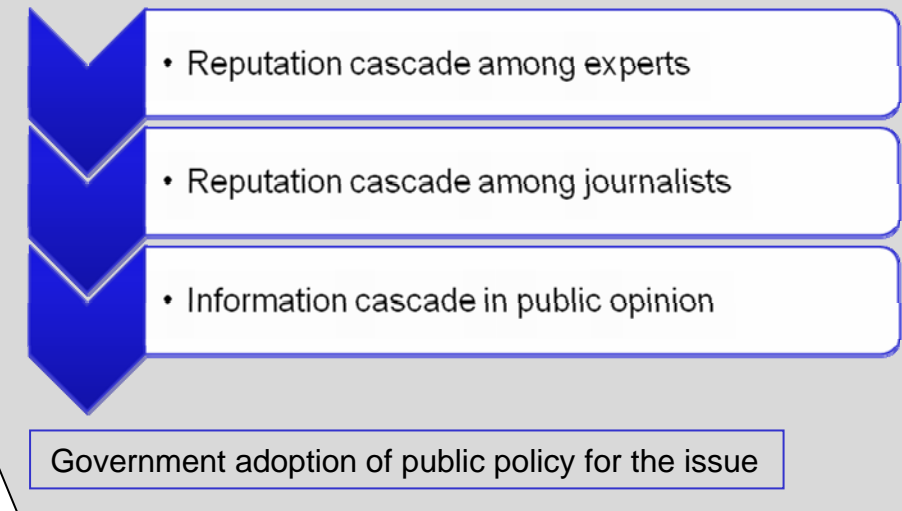 • Reputation cascade among experts
• Reputation cascade among journalists
• Information cascade in public opinion
Government adoption of public policy for the issue